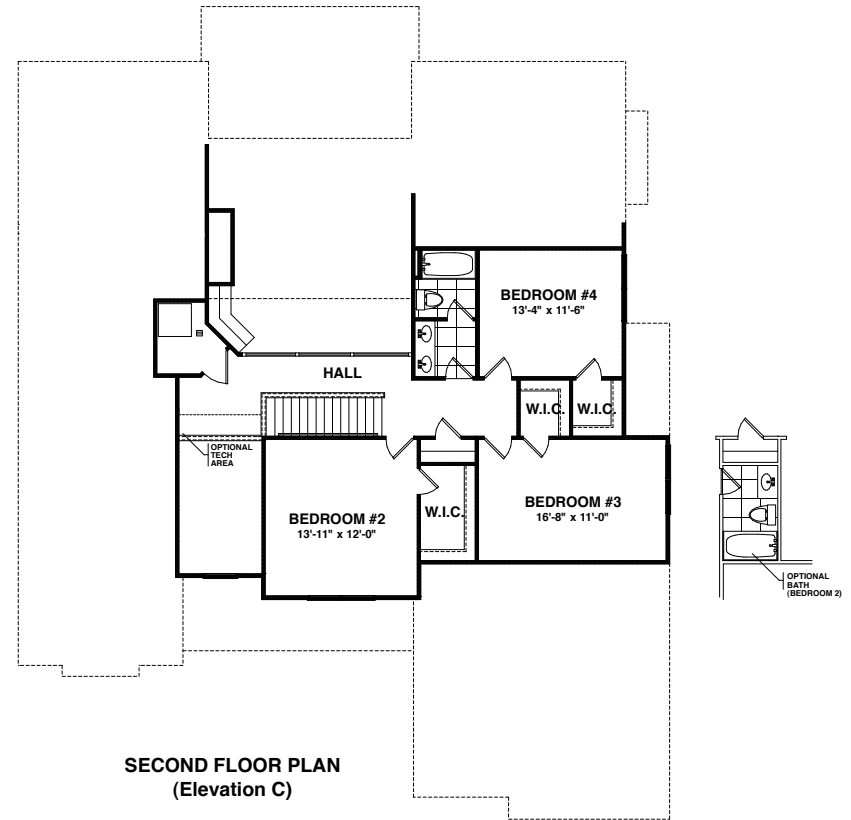 BEDROOM #4
13'-4" x 11'-6"
HALL
W.I.C.
W.I.C.
OPTIONAL
TECH
AREA
BEDROOM #2
13'-11" x 12'-0"
W.I.C.
BEDROOM #3
16'-8" x 11'-0"
OPTIONAL
BATH
(BEDROOM 2)
SECOND FLOOR PLAN
(Elevation C)